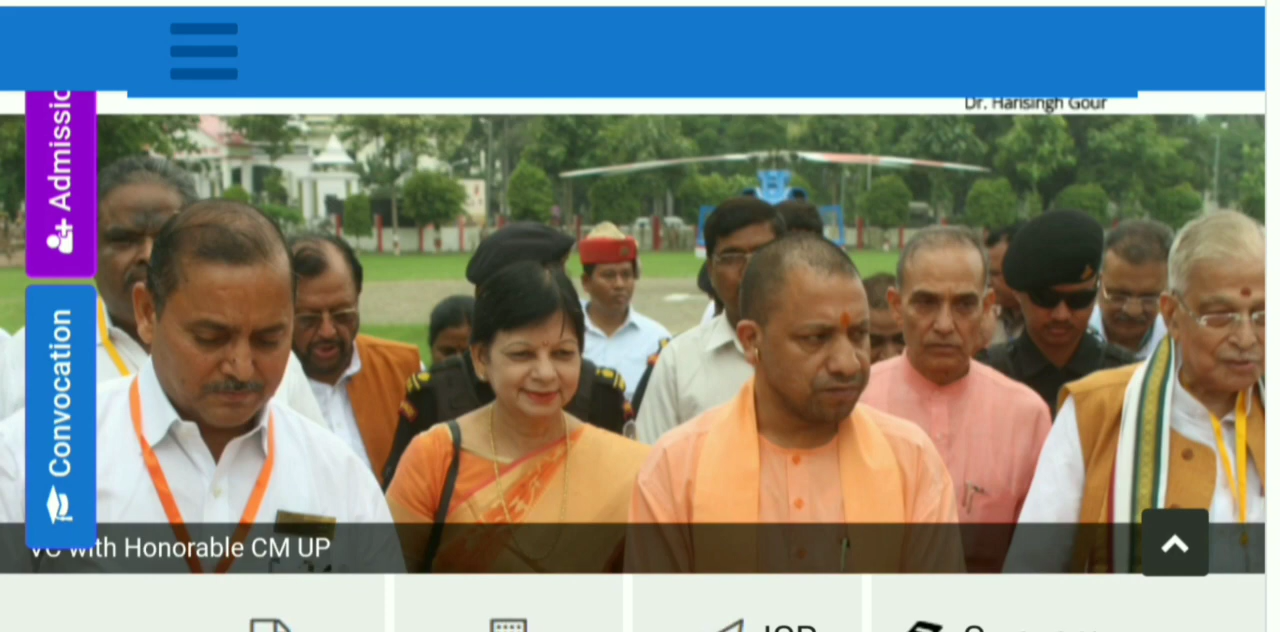 Dr. Harisingh Gour
Admissio
Convocation
VC with Honorable CM UP